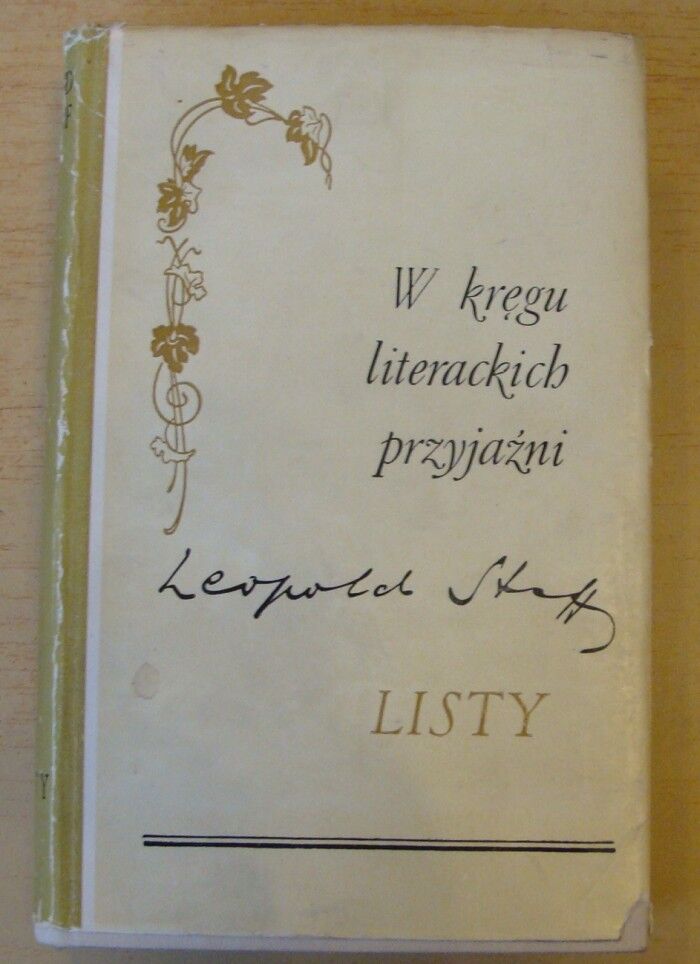 W kręgu
literackich
przyjaźni
Leopold Staff
LISTY